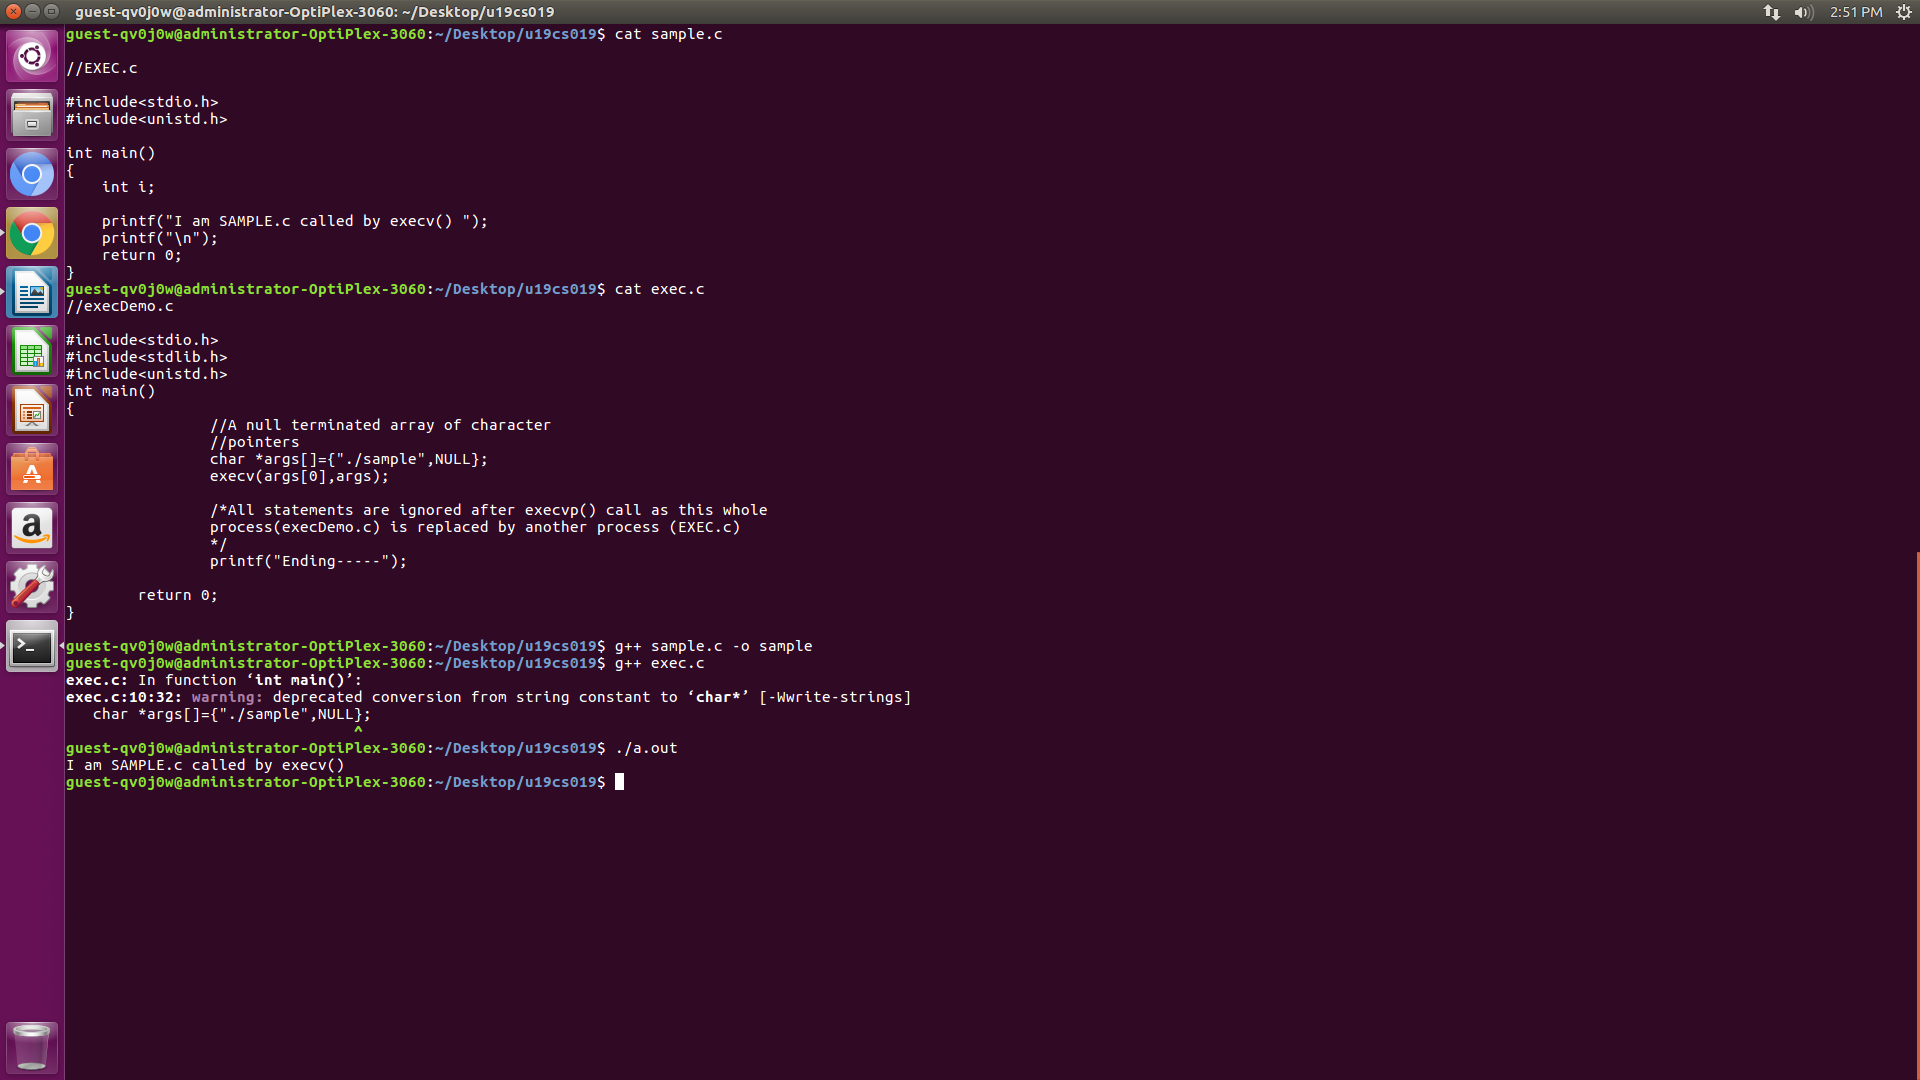 guest-qv0j0w@administrator-OptiPlex-3060: ~/Desktop/u19cs019
2:51 PM
guest-qv0j0w@administrator-OptiPlex-3060:~/Desktop/u19cs019$ cat sample.c
//EXEC.c
#include<stdio.h>
#include<unistd.h>
int main()
{
    int i;
    printf("I am SAMPLE.c called by execv() ");
    printf("\n");
    return 0;
}
guest-qv0j0w@administrator-OptiPlex-3060:~/Desktop/u19cs019$ cat exec.c
//execDemo.c
#include<stdio.h>
#include<stdlib.h>
#include<unistd.h>
int main()
{
                //A null terminated array of character
                //pointers
                char *args[]={"./sample",NULL};
                execv(args[0],args);
                /*All statements are ignored after execvp() call as this whole
                process(execDemo.c) is replaced by another process (EXEC.c)
                */
                printf("Ending-----");
        return 0;
}
guest-qv0j0w@administrator-OptiPlex-3060:~/Desktop/u19cs019$ g++ sample.c -o sample
guest-qv0j0w@administrator-OptiPlex-3060:~/Desktop/u19cs019$ g++ exec.c
exec.c: In function ‘int main()’:
exec.c:10:32: warning: deprecated conversion from string constant to ‘char*’ [-Wwrite-strings]
   char *args[]={"./sample",NULL};
                                ^
guest-qv0j0w@administrator-OptiPlex-3060:~/Desktop/u19cs019$ ./a.out
I am SAMPLE.c called by execv()
guest-qv0j0w@administrator-OptiPlex-3060:~/Desktop/u19cs019$